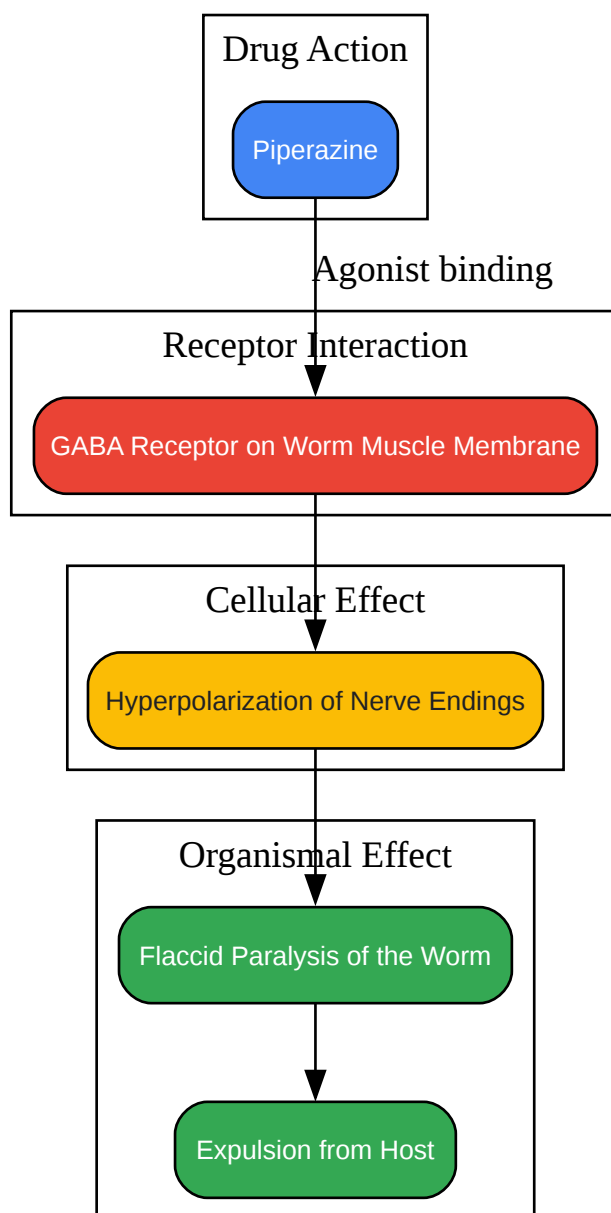 Drug Action
Piperazine
Agonist binding
Receptor Interaction
GABA Receptor on Worm Muscle Membrane
Cellular Effect
Hyperpolarization of Nerve Endings
Organismal Effect
Flaccid Paralysis of the Worm
Expulsion from Host